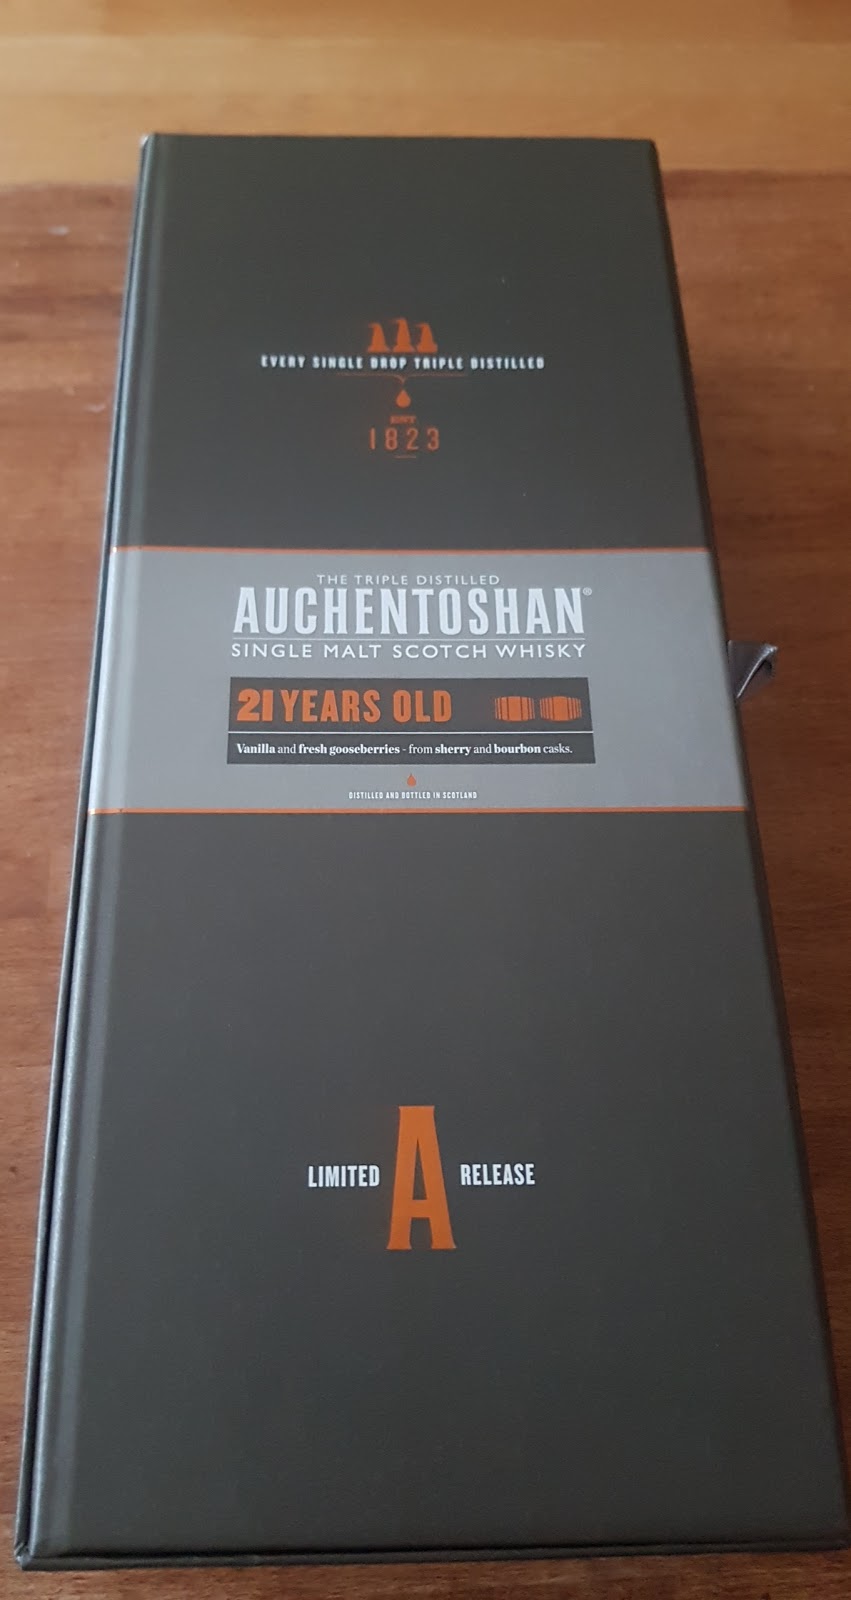 EVERY SINGLE DROP TRIPLE DISTILLED
EST
1823
THE TRIPLE DISTILLED
AUCHENTOSHAN®
SINGLE MALT SCOTCH WHISKY
21 YEARS OLD
Vanilla and fresh gooseberries - from sherry and bourbon casks.
DISTILLED AND BOTTLED IN SCOTLAND
LIMITED A RELEASE